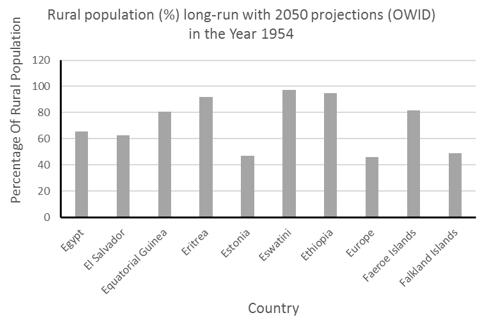 Rural population (%) long-run with 2050 projections (OWID)
in the Year 1954
Percentage Of Rural Population
120
100
80
60
40
20
0
Egypt
El Salvador
Equatorial Guinea
Eritrea
Estonia
Eswatini
Ethiopia
Europe
Faeroe Islands
Falkland Islands
Country